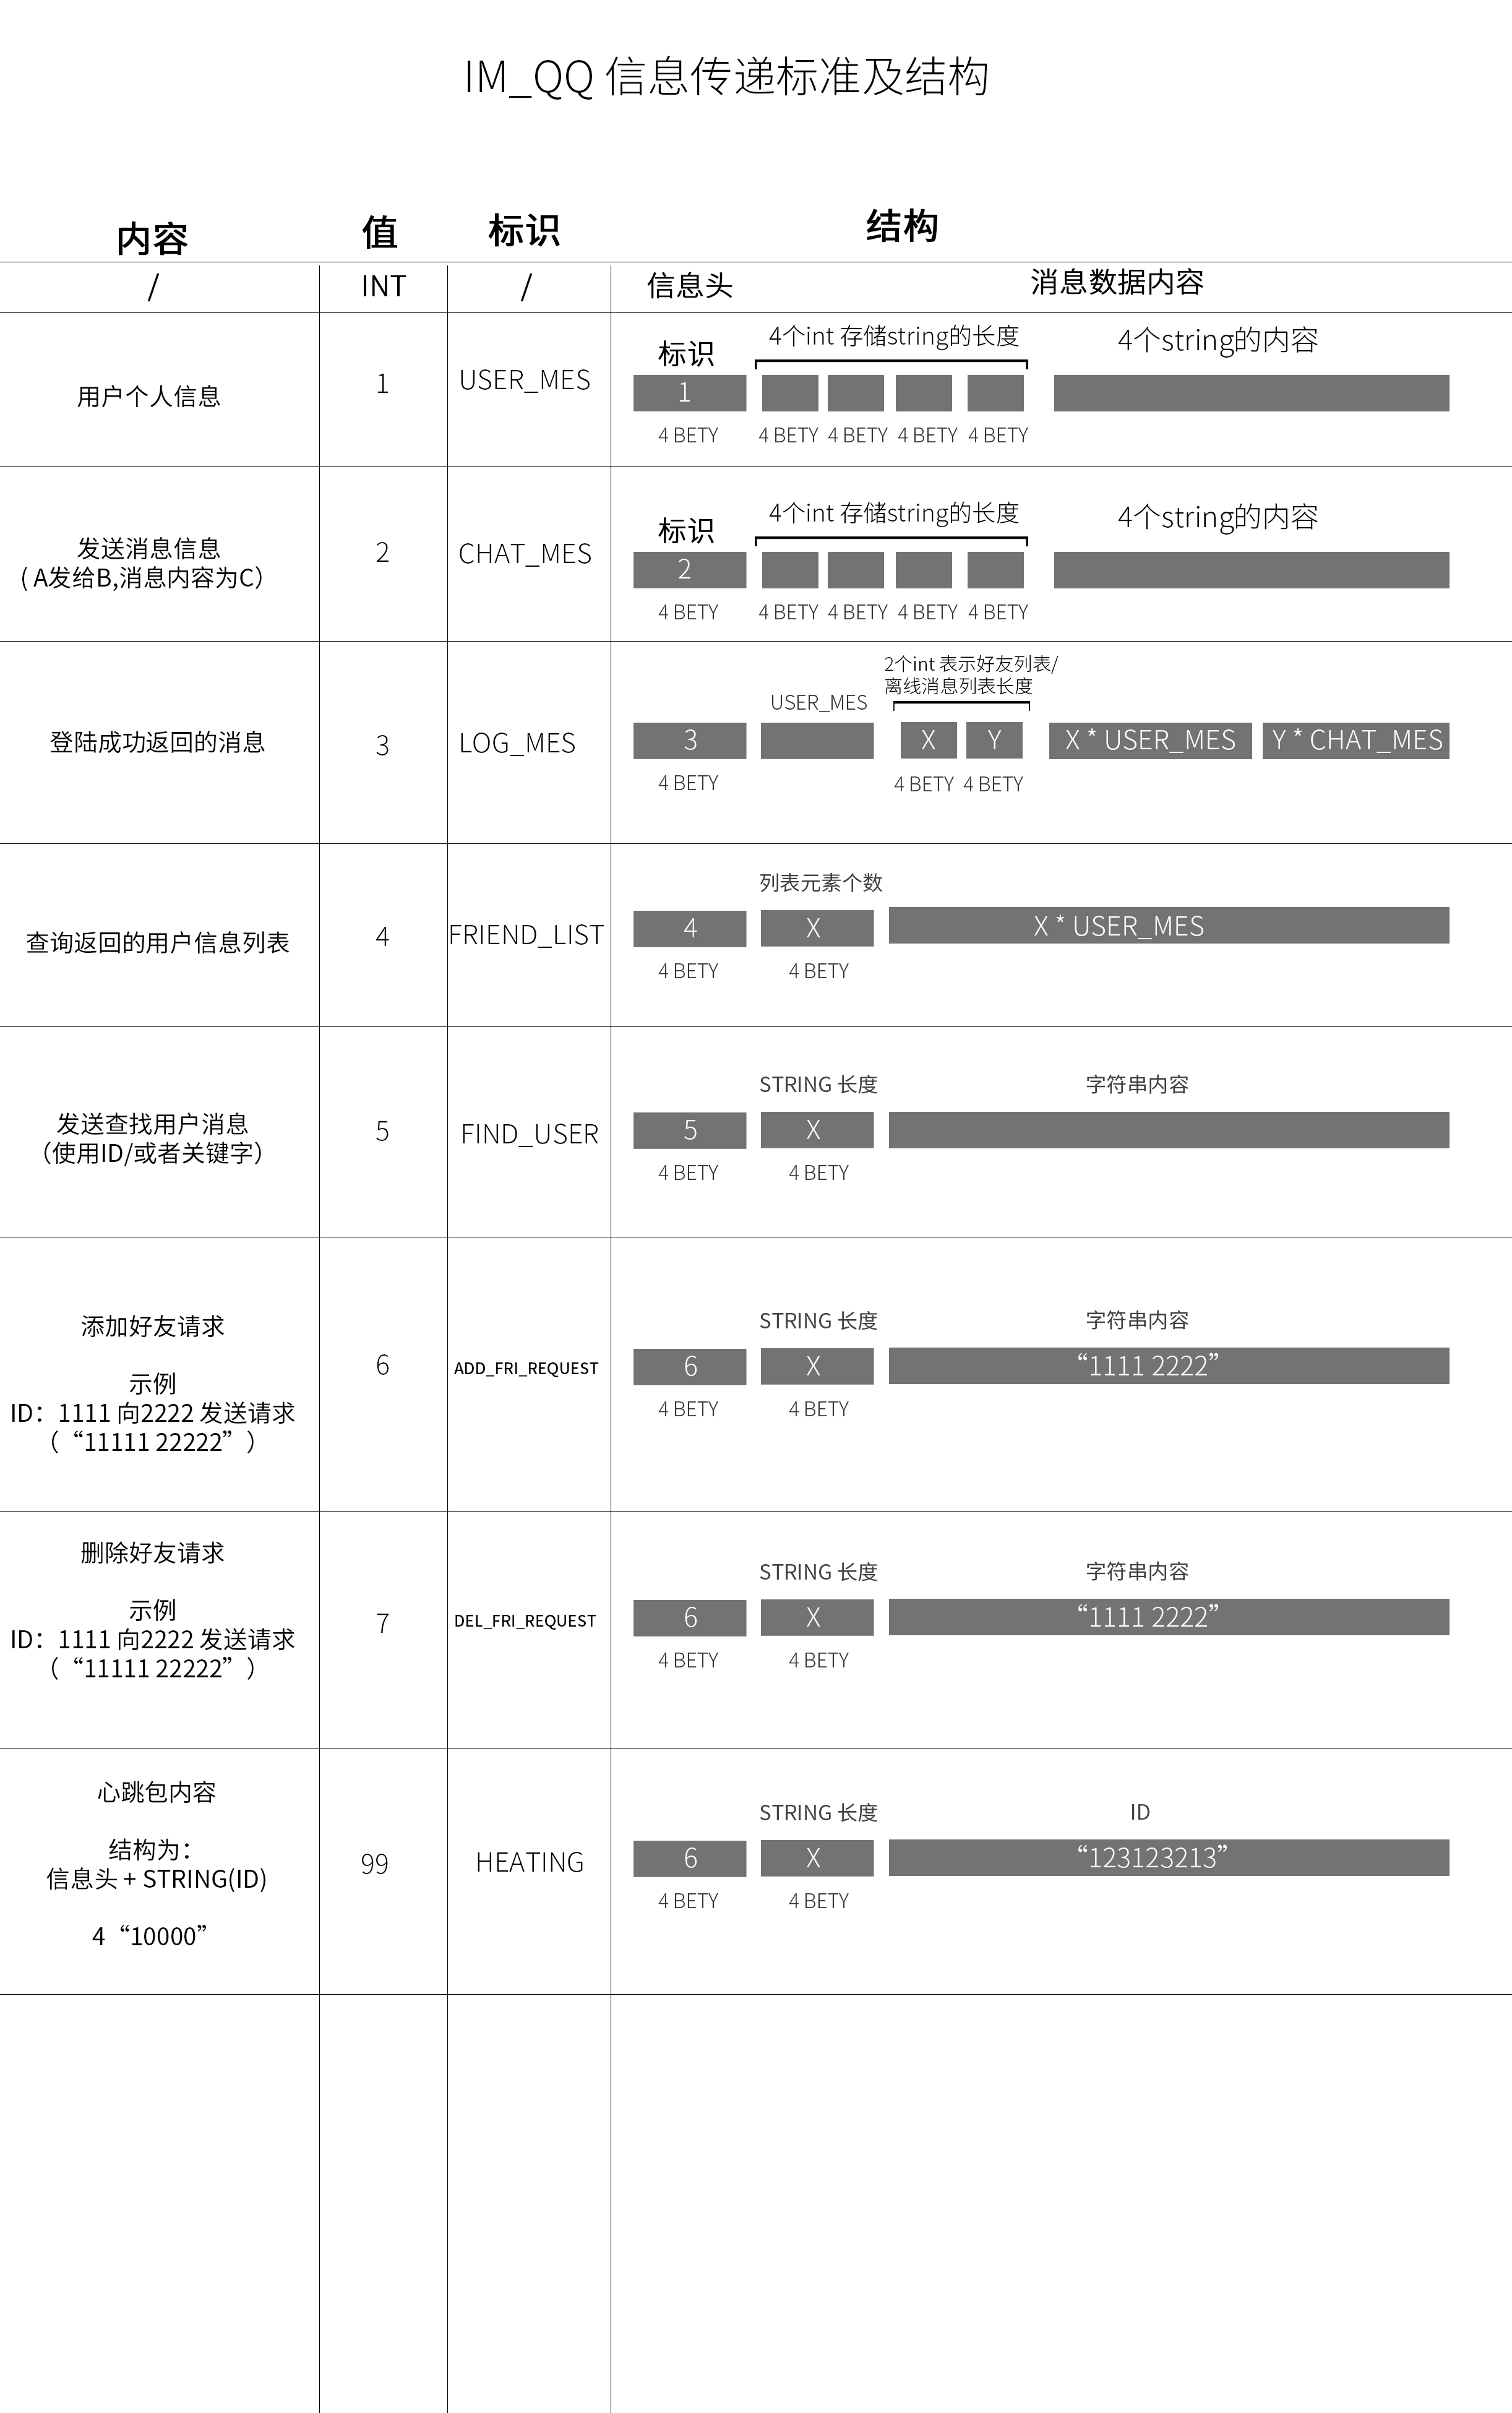 IM_QQ 信息传递标准及结构
内容 值 标识 结构
/ INT / 信息头 消息数据内容
用户个人信息
1
USER_MES
标识
4个int 存储string的长度
4个string的内容
1
4 BETY 4 BETY 4 BETY 4 BETY 4 BETY
发送消息信息
( A发给B,消息内容为C）
2
CHAT_MES
标识
4个int 存储string的长度
4个string的内容
2
4 BETY 4 BETY 4 BETY 4 BETY 4 BETY
登陆成功返回的消息
3
LOG_MES
USER_MES
2个int 表示好友列表/
离线消息列表长度
3 X Y X * USER_MES Y * CHAT_MES
4 BETY 4 BETY 4 BETY
查询返回的用户信息列表
4
FRIEND_LIST
列表元素个数
4 X X * USER_MES
4 BETY 4 BETY
发送查找用户消息
（使用ID/或者关键字）
5
FIND_USER
STRING 长度 字符串内容
5 X
4 BETY 4 BETY
添加好友请求
示例
ID：1111 向2222 发送请求
（“11111 22222”）
6
ADD_FRI_REQUEST
STRING 长度 字符串内容
6 X “1111 2222”
4 BETY 4 BETY
删除好友请求
示例
ID：1111 向2222 发送请求
（“11111 22222”）
7
DEL_FRI_REQUEST
STRING 长度 字符串内容
6 X “1111 2222”
4 BETY 4 BETY
心跳包内容
结构为：
信息头 + STRING(ID)
4“10000”
99
HEATING
STRING 长度 ID
6 X “123123213”
4 BETY 4 BETY